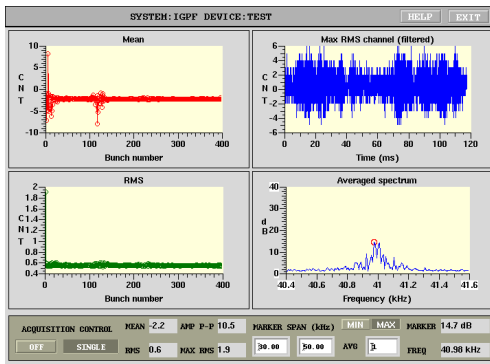 SYSTEM:IGPF DEVICE:TEST
HELP
EXIT
Mean
10
5
0
-5
-10
C
N
T
0
100
200
300
400
Bunch number
Max RMS channel (filtered)
6
4
2
0
-2
-4
-6
C
N
T
0
20
40
60
80
100
120
Time (ms)
RMS
2
1.8
1.6
1.4
1.2
1
0.8
0.6
0.4
C
N
T
0
100
200
300
400
Bunch number
Averaged spectrum
40
30
20
10
0
d
B
40.4
40.6
40.8
41
41.2
41.4
41.6
Frequency (kHz)
ACQUISITION CONTROL
OFF
SINGLE
MEAN -2.2
AMP P-P 10.5
RMS 0.6
MAX RMS 1.9
MARKER SPAN (kHz)
30.00
50.00
MIN
MAX
AVG 1
MARKER 14.7 dB
FREQ 40.98 kHz